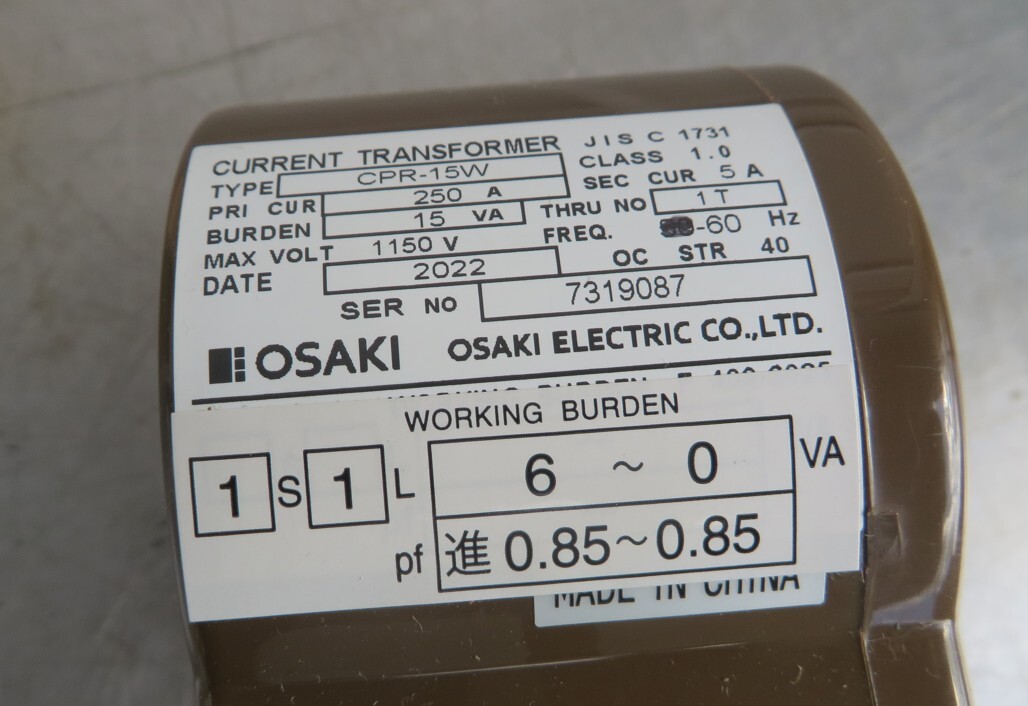 CURRENT TRANSFORMER JIS C 1731
TYPE CPR-15W CLASS 1.0
PRI CUR 250 A SEC CUR 5 A
BURDEN 15 VA THRU NO 1T
MAX VOLT 1150 V FREQ. -60 Hz
DATE 2022 OC STR 40
SER NO 7319087
OSAKI OSAKI ELECTRIC CO.,LTD.
WORKING BURDEN
1 S 1 L 6 ~ 0 VA
pf 進 0.85~0.85
MADE IN CHINA